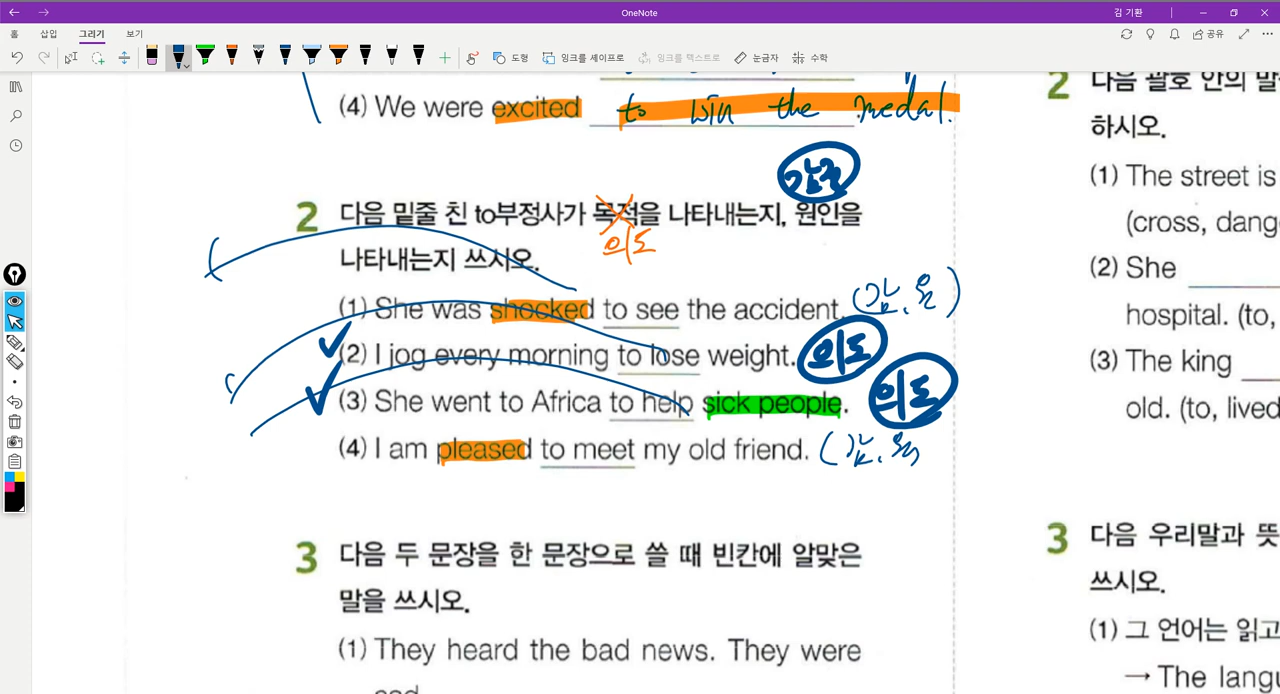 OneNote
김 기환
홈 삽입 그리기 보기
공유
도형 잉크를 셰이프로 잉크를 텍스트로 눈금자 수학
(4) We were excited to win the medal.
2 다음 밑줄 친 to부정사가 목적을 나타내는지, 원인을
의도
나타내는지 쓰시오.
(1) She was shocked to see the accident.
(2) I jog every morning to lose weight. 의도
(3) She went to Africa to help sick people. 의도
(4) I am pleased to meet my old friend.
3 다음 두 문장을 한 문장으로 쓸 때 빈칸에 알맞은
말을 쓰시오.
(1) They heard the bad news. They were
2 다음 괄호 안의 말
하시오.
(1) The street is
(cross, dang
(2) She
hospital. (to,
(3) The king
old. (to, lived
3 다음 우리말과 뜻
쓰시오.
(1) 그 언어는 읽고
→ The langu